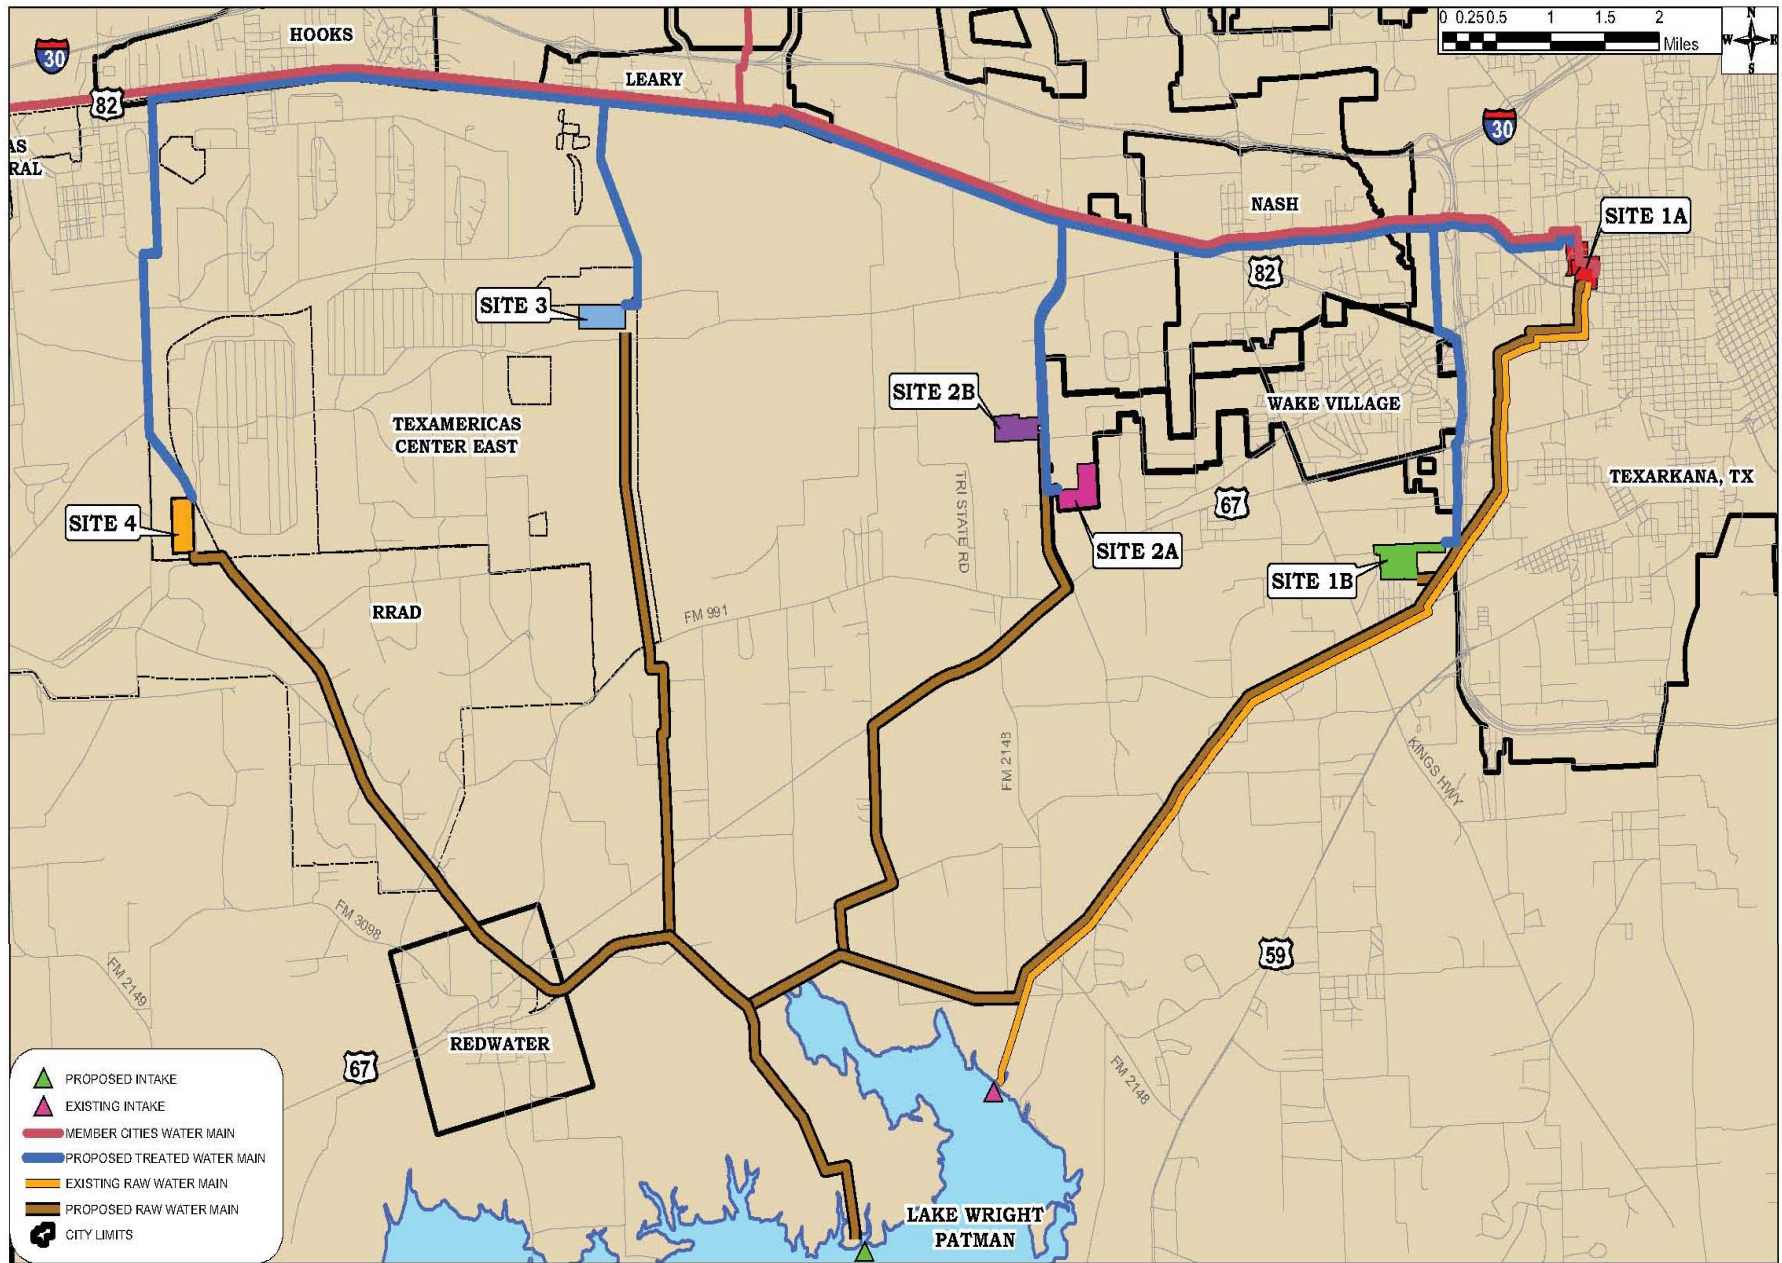 HOOKS
0 0.25 0.5 1 1.5 2
Miles
N
W E
S
30
LEARY
82
AS
RAL
30
NASH
SITE 1A
82
SITE 3
SITE 2B
WAKE VILLAGE
TEXAMERICAS
CENTER EAST
TRI STATE RD
67
TEXARKANA, TX
SITE 4
SITE 2A
SITE 1B
RRAD
FM 991
FM 2148
KINGS HWY
FM 3098
FM 2149
59
REDWATER
67
FM 2148
LAKE WRIGHT
PATMAN
PROPOSED INTAKE
EXISTING INTAKE
MEMBER CITIES WATER MAIN
PROPOSED TREATED WATER MAIN
EXISTING RAW WATER MAIN
PROPOSED RAW WATER MAIN
CITY LIMITS